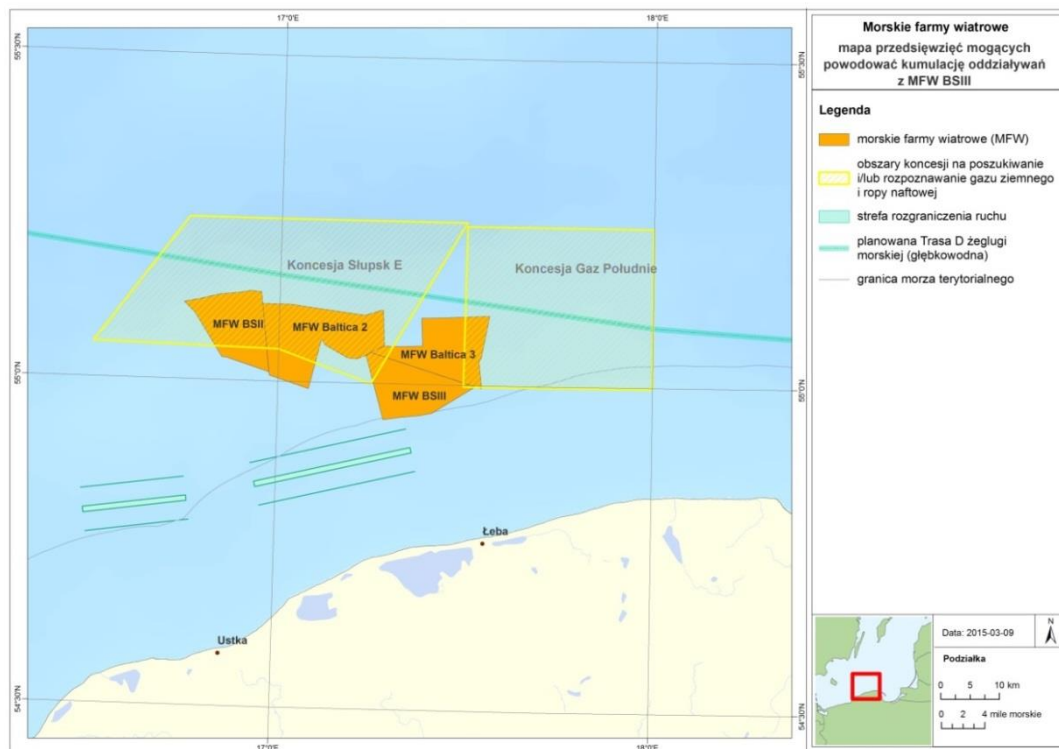 17°0'E
18°0'E
55°30'N
55°30'N
Koncesja Słupsk E
Koncesja Gaz Południe
MFW BSII
MFW Baltica 2
MFW Baltica 3
MFW BSIII
55°0'N
55°0'N
Łeba
Ustka
54°30'N
54°30'N
17°0'E
18°0'E
Morskie farmy wiatrowe
mapa przedsięwzięć mogących
powodować kumulację oddziaływań
z MFW BSIII
Legenda
morskie farmy wiatrowe (MFW)
obszary koncesji na poszukiwanie
i/lub rozpoznawanie gazu ziemnego
i ropy naftowej
strefa rozgraniczenia ruchu
planowana Trasa D żeglugi
morskiej (głębkowodna)
granica morza terytorialnego
Data: 2015-03-09
N
Podziałka
0 5 10 km
0 2 4 mile morskie